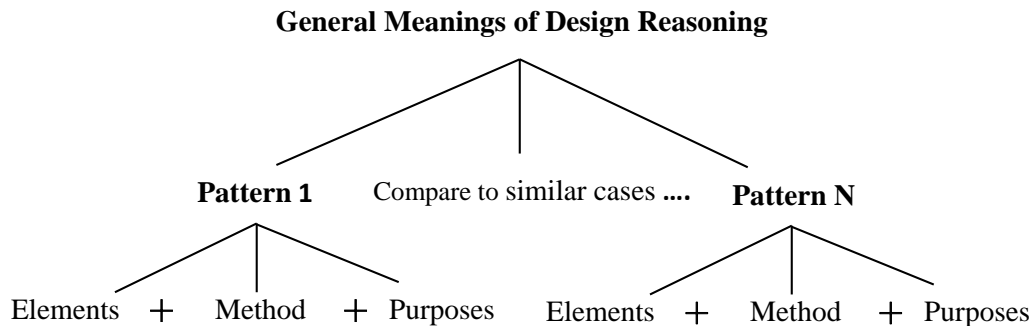 General Meanings of Design Reasoning
Pattern 1 Compare to similar cases .... Pattern N
Elements + Method + Purposes Elements + Method + Purposes